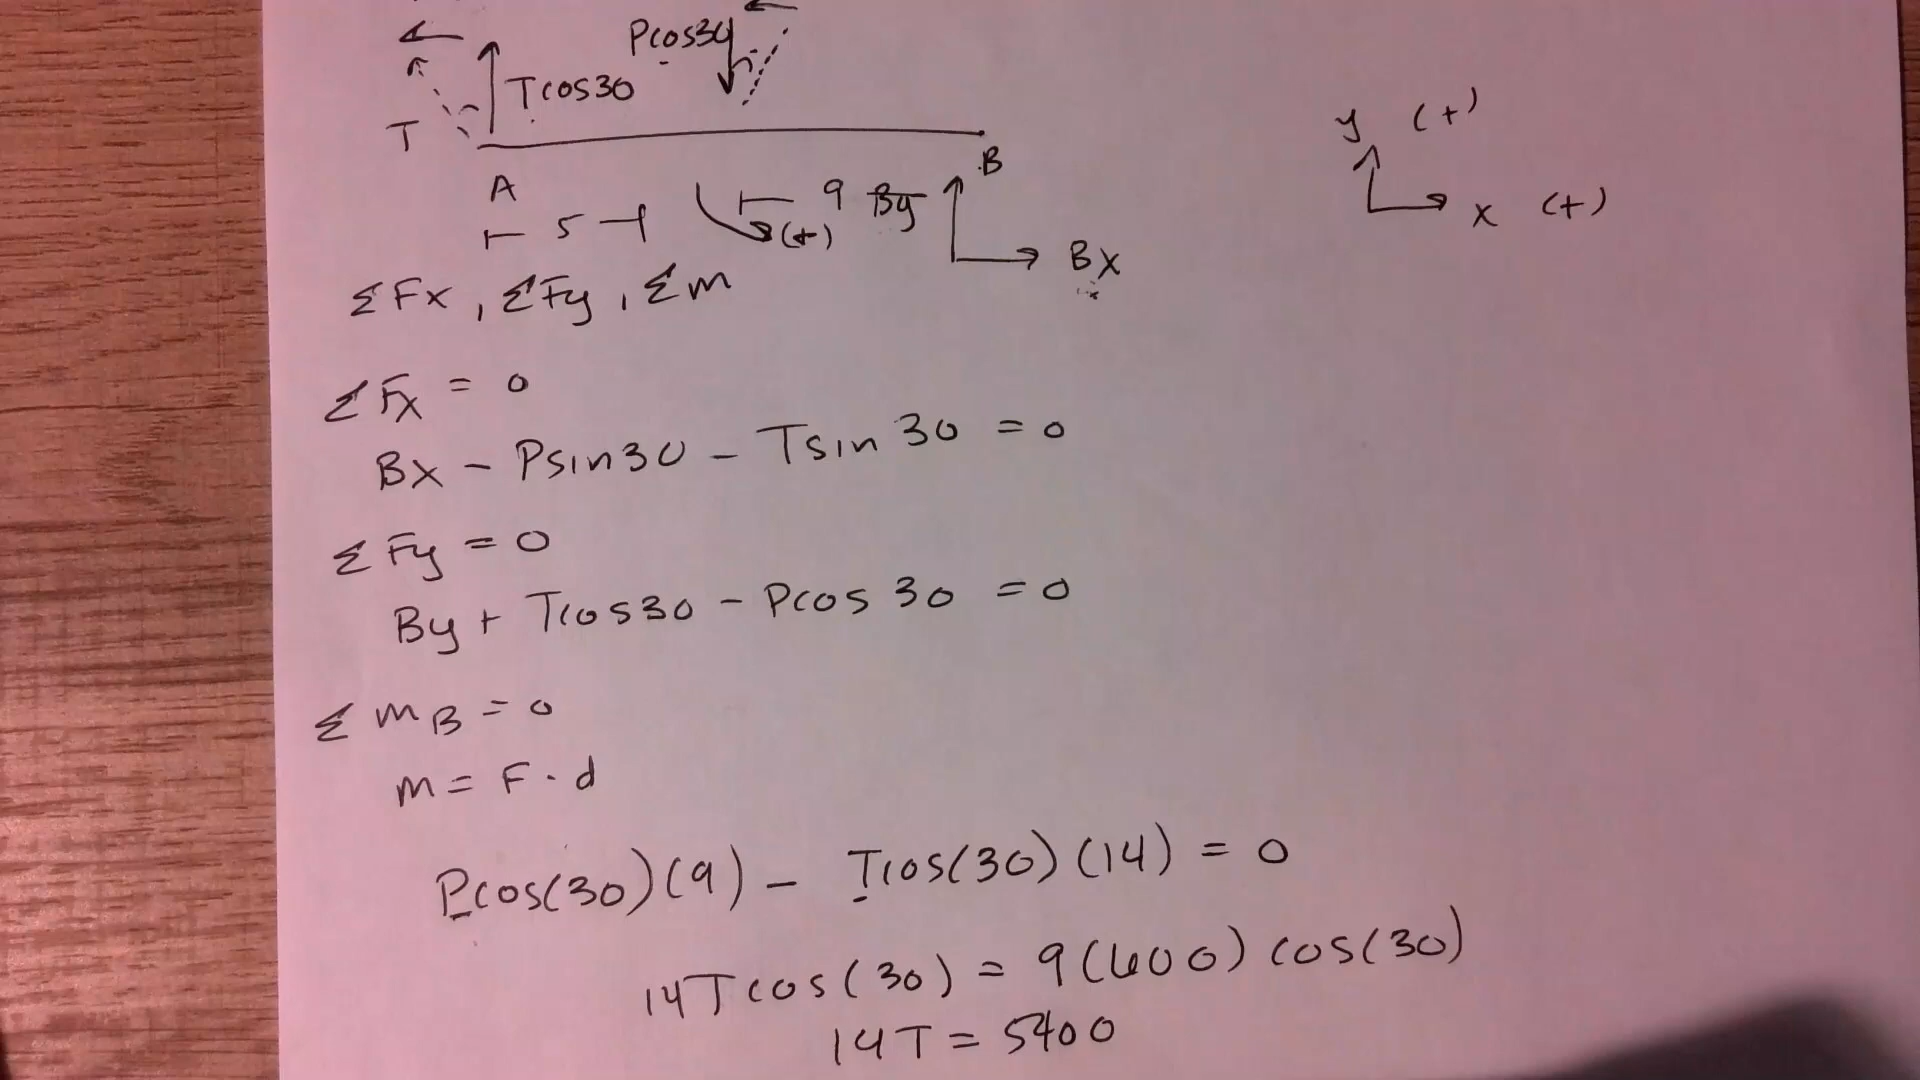 Pcos30
Tcos30
T
y (+)
B
A
x (+)
5
9 By
(+)
Bx
ΣFx, ΣFy, Σm
ΣFx = 0
Bx - Psin30 - Tsin30 = 0
ΣFy = 0
By + Tcos30 - Pcos30 = 0
ΣmB = 0
m = F·d
Pcos(30)(9) - Tcos(30)(14) = 0
14Tcos(30) = 9(600)cos(30)
14T = 5400